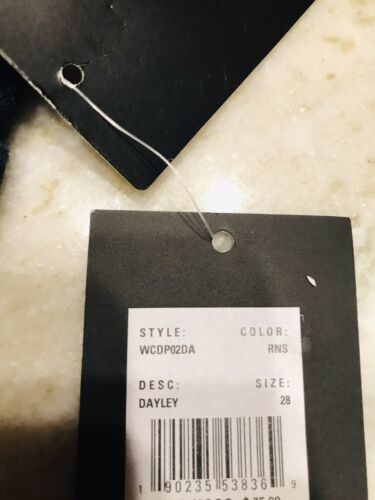 STYLE: COLOR:
WCDP02DA RNS
DESC: SIZE:
DAYLEY 28
1 90235 53836 9